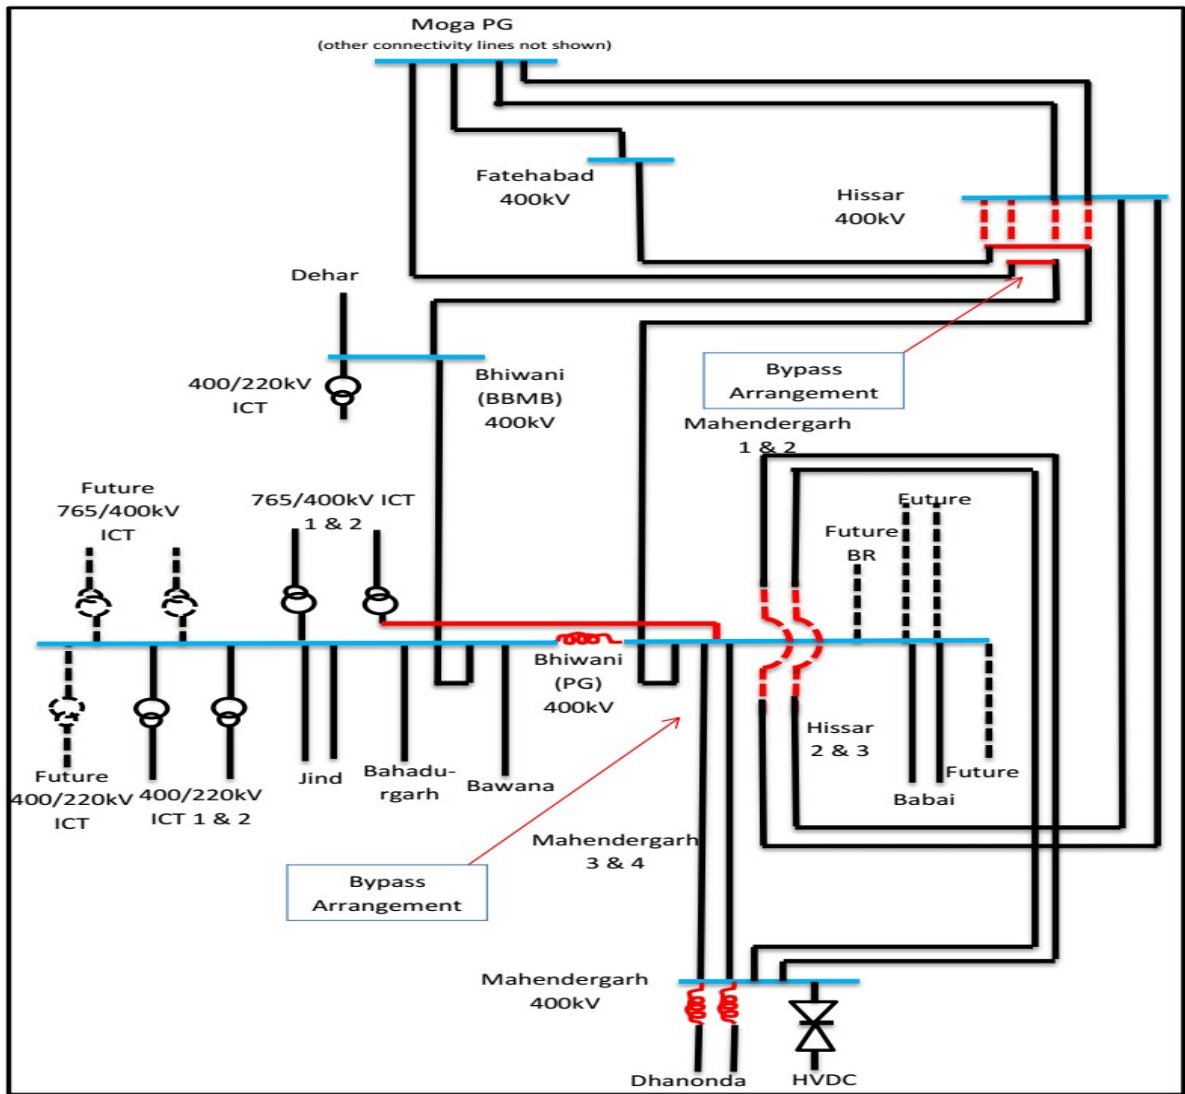 Moga PG
(other connectivity lines not shown)
Fatehabad
400kV
Hissar
400kV
Dehar
400/220kV
ICT
Bhiwani
(BBMB)
400kV
Bypass
Arrangement
Mahendergarh
1 & 2
Future
765/400kV
ICT
765/400kV ICT
1 & 2
Future
BR
Future
Bhiwani
(PG)
400kV
Hissar
2 & 3
Future
400/220kV
ICT
400/220kV
ICT 1 & 2
Jind
Bahadu-
rgarh
Bawana
Babai
Future
Mahendergarh
3 & 4
Bypass
Arrangement
Mahendergarh
400kV
Dhanonda
HVDC